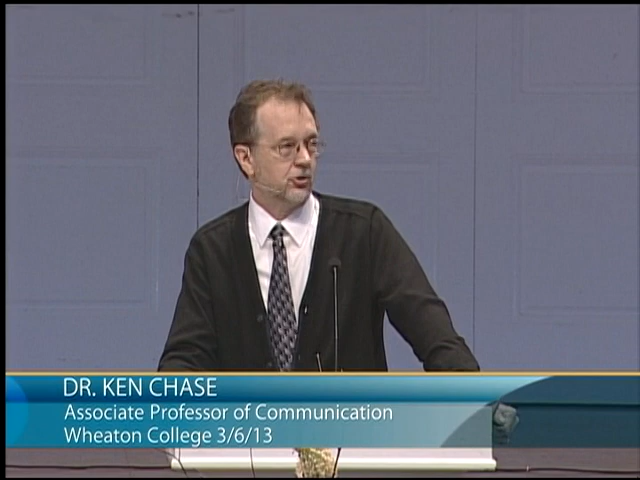 DR. KEN CHASE
Associate Professor of Communication
Wheaton College 3/6/13